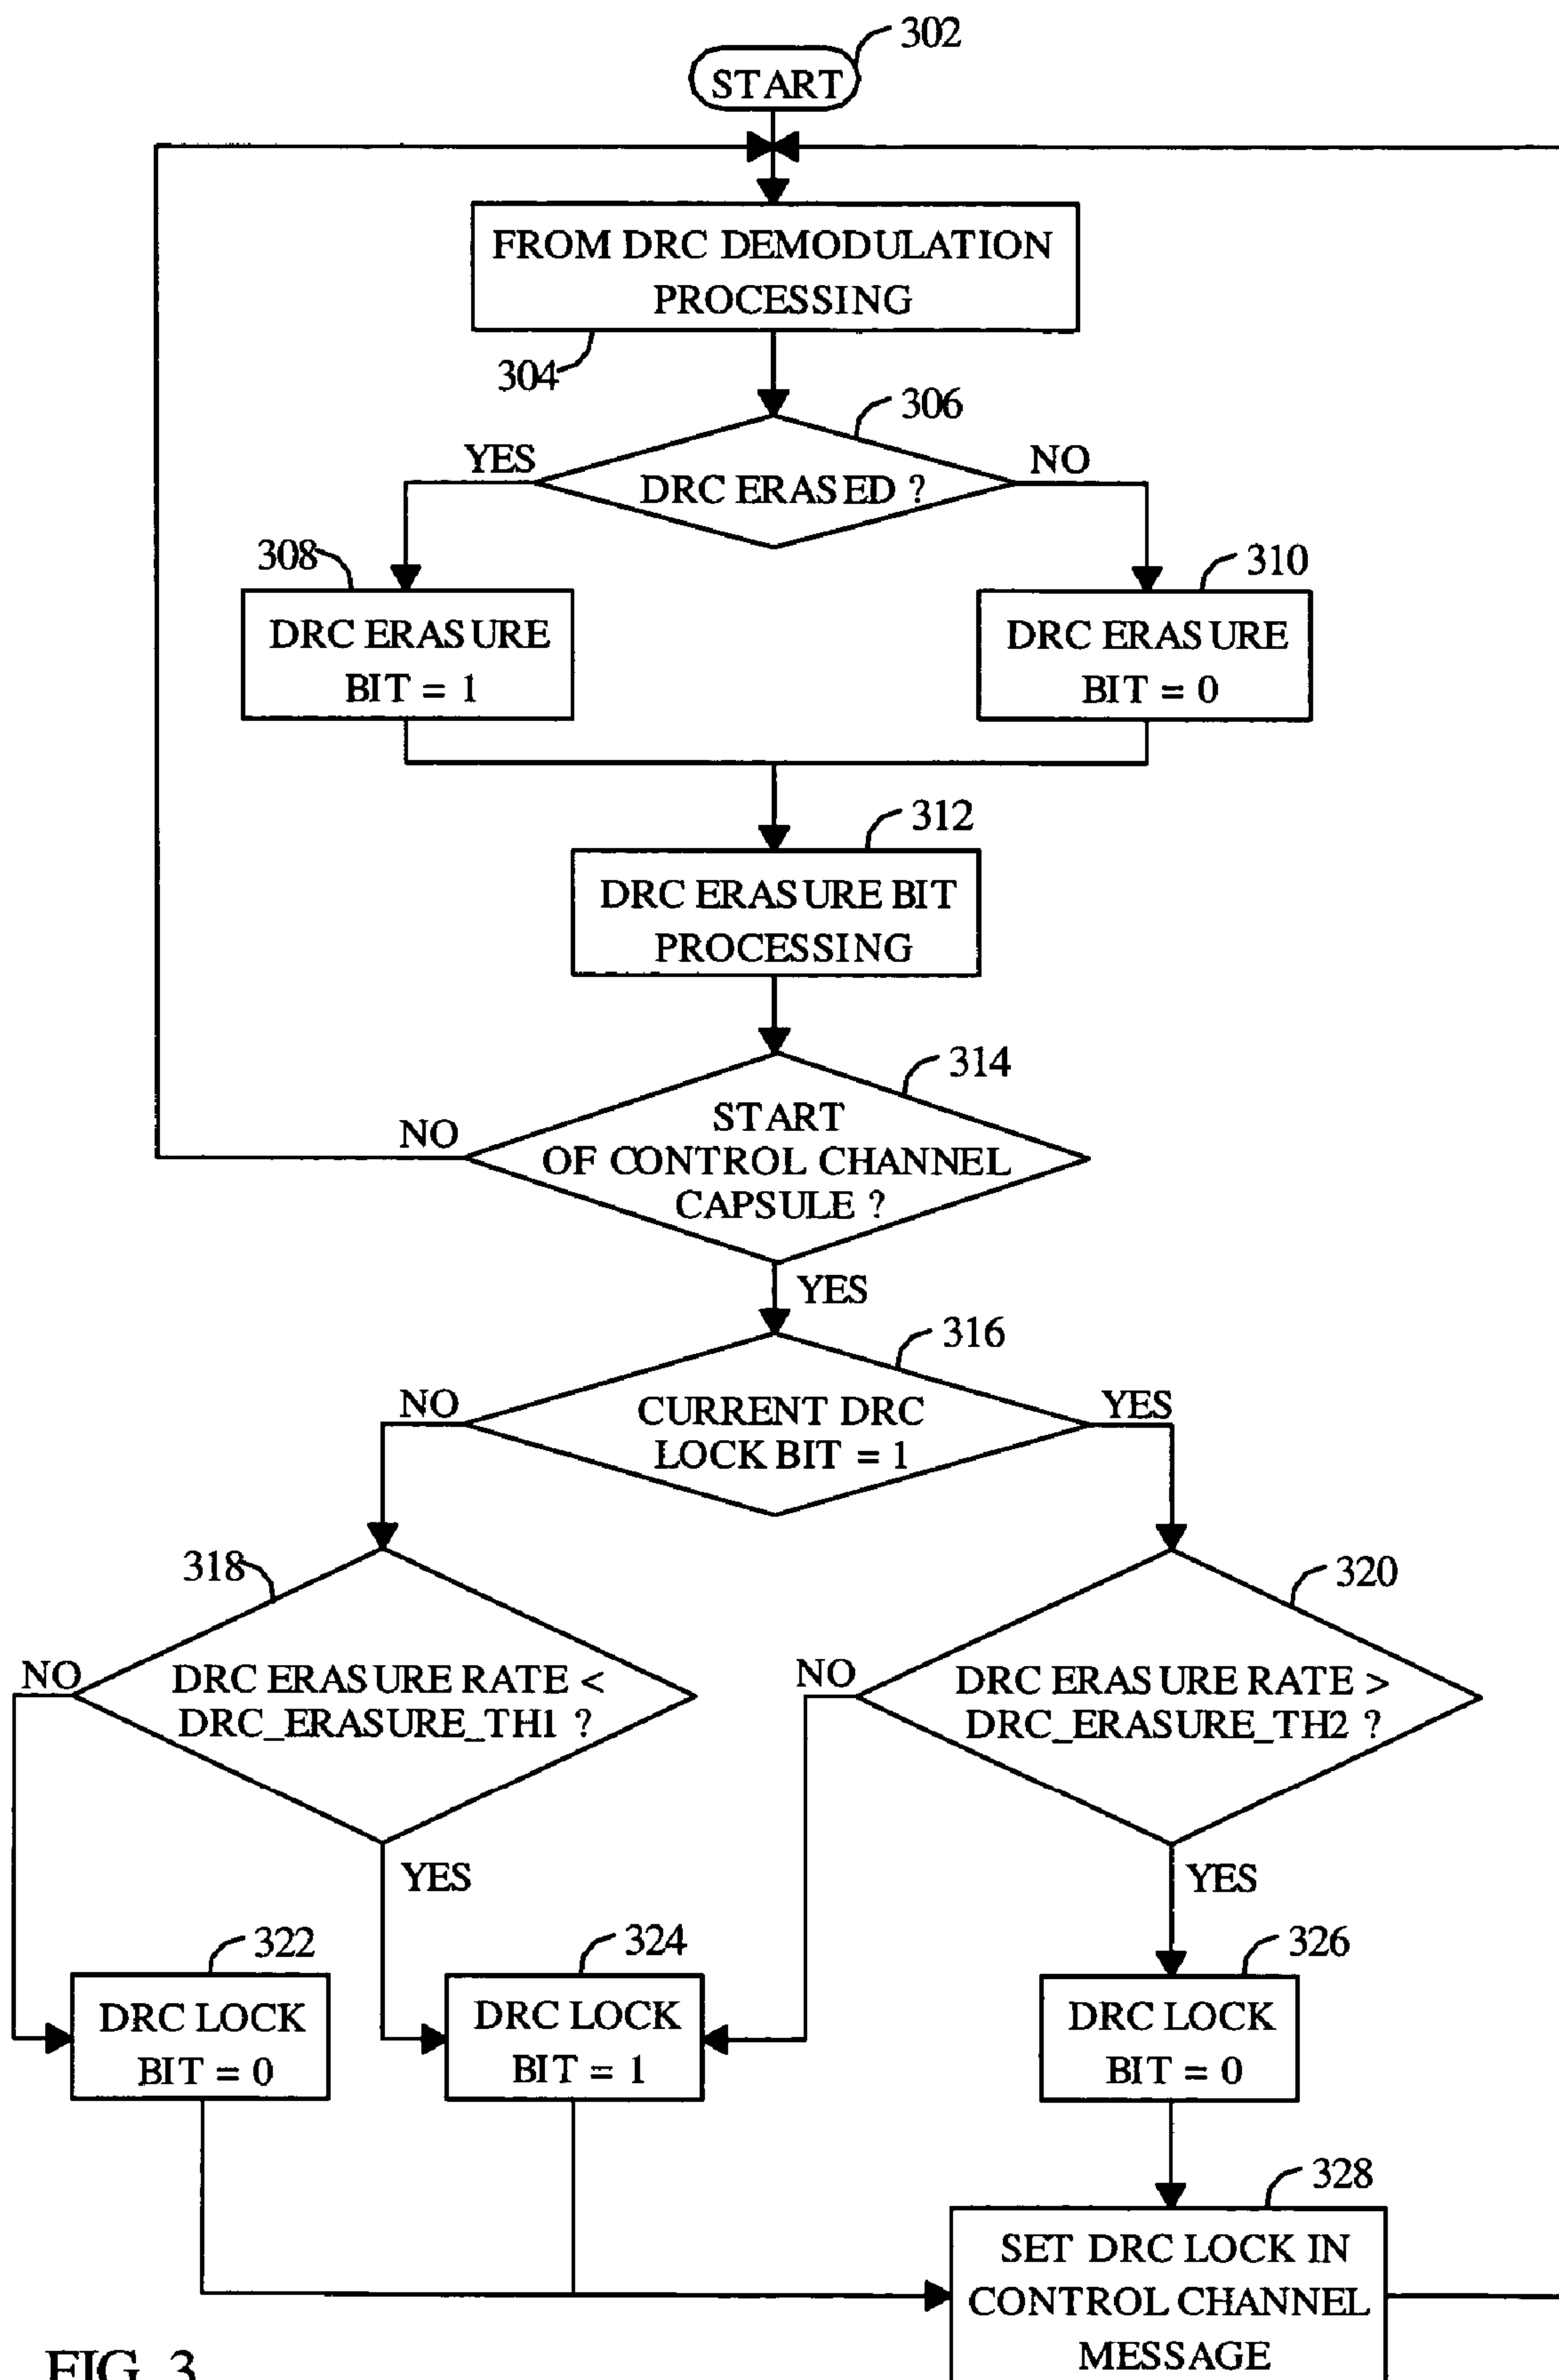 302
START
FROM DRC DEMODULATION
PROCESSING
304
306
YES
NO
DRC ERASED ?
308
310
DRC ERASURE
BIT = 1
DRC ERASURE
BIT = 0
312
DRC ERASURE BIT
PROCESSING
314
START
OF CONTROL CHANNEL
CAPSULE ?
NO
YES
316
NO
YES
CURRENT DRC
LOCK BIT = 1
318
320
NO
DRC ERASURE RATE <
DRC_ERASURE_TH1 ?
NO
DRC ERASURE RATE >
DRC_ERASURE_TH2 ?
YES
YES
322
324
326
DRC LOCK
BIT = 0
DRC LOCK
BIT = 1
DRC LOCK
BIT = 0
328
SET DRC LOCK IN
CONTROL CHANNEL
MESSAGE
FIG. 3